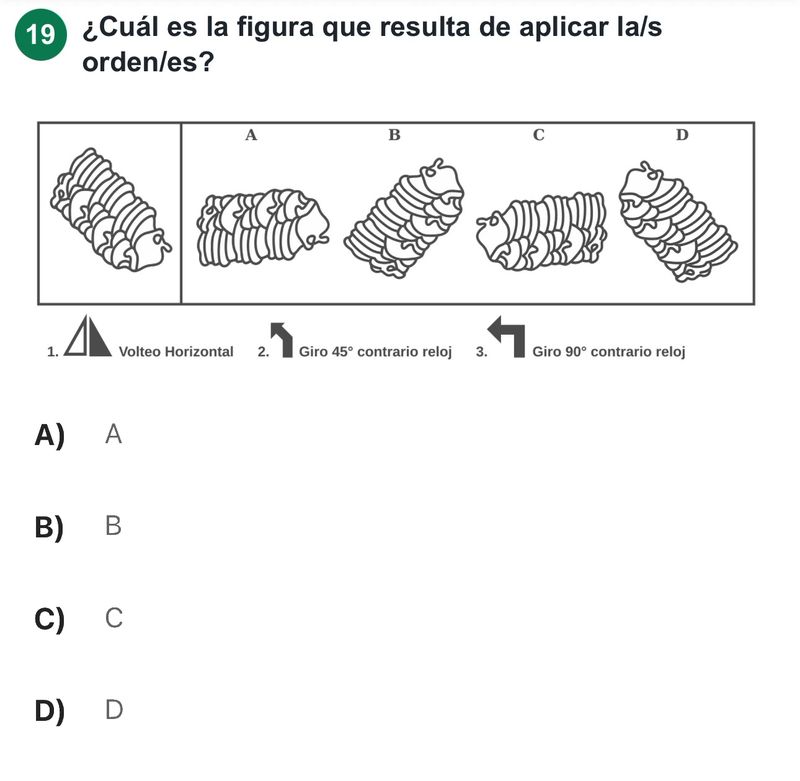 19 ¿Cuál es la figura que resulta de aplicar la/s
orden/es?
A B C D
1. Volteo Horizontal 2. Giro 45° contrario reloj 3. Giro 90° contrario reloj
A) A
B) B
C) C
D) D